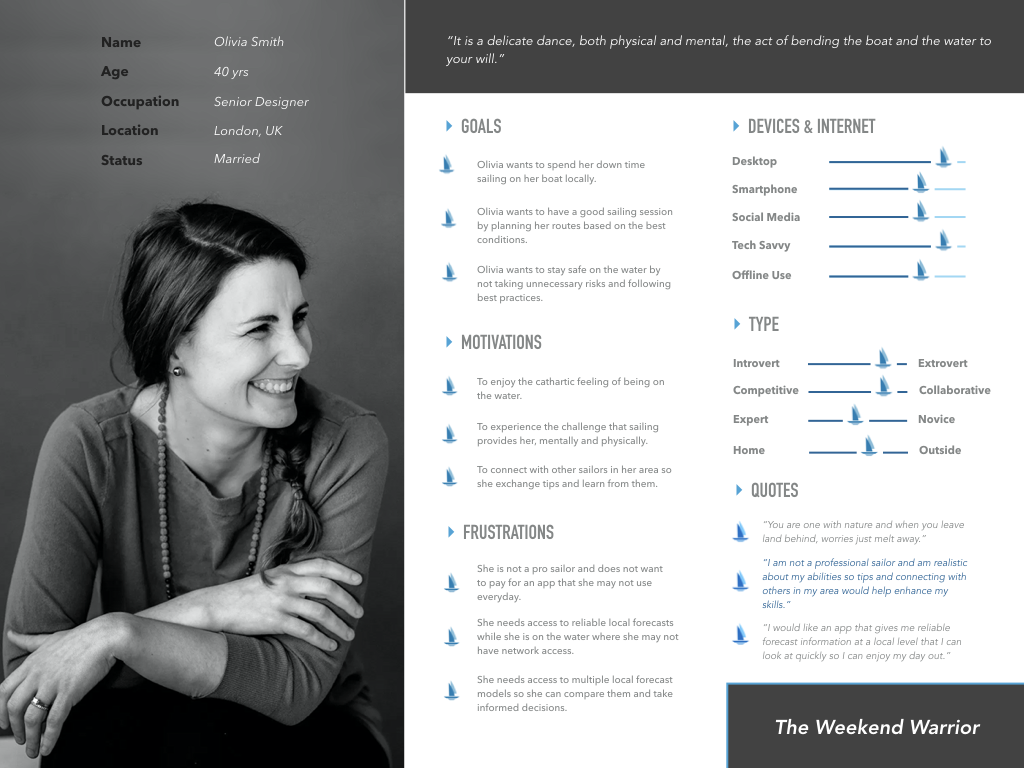 Name Olivia Smith
Age 40 yrs
Occupation Senior Designer
Location London, UK
Status Married
“It is a delicate dance, both physical and mental, the act of bending the boat and the water to
your will.”
GOALS
Olivia wants to spend her down time
sailing on her boat locally.
Olivia wants to have a good sailing session
by planning her routes based on the best
conditions.
Olivia wants to stay safe on the water by
not taking unnecessary risks and following
best practices.
MOTIVATIONS
To enjoy the cathartic feeling of being on
the water.
To experience the challenge that sailing
provides her, mentally and physically.
To connect with other sailors in her area so
she exchange tips and learn from them.
FRUSTRATIONS
She is not a pro sailor and does not want
to pay for an app that she may not use
everyday.
She needs access to reliable local forecasts
while she is on the water where she may not
have network access.
She needs access to multiple local forecast
models so she can compare them and take
informed decisions.
DEVICES & INTERNET
Desktop
Smartphone
Social Media
Tech Savvy
Offline Use
TYPE
Introvert Extrovert
Competitive Collaborative
Expert Novice
Home Outside
QUOTES
“You are one with nature and when you leave
land behind, worries just melt away.”
“I am not a professional sailor and am realistic
about my abilities so tips and connecting with
others in my area would help enhance my
skills.”
“I would like an app that gives me reliable
forecast information at a local level that I can
look at quickly so I can enjoy my day out.”
The Weekend Warrior